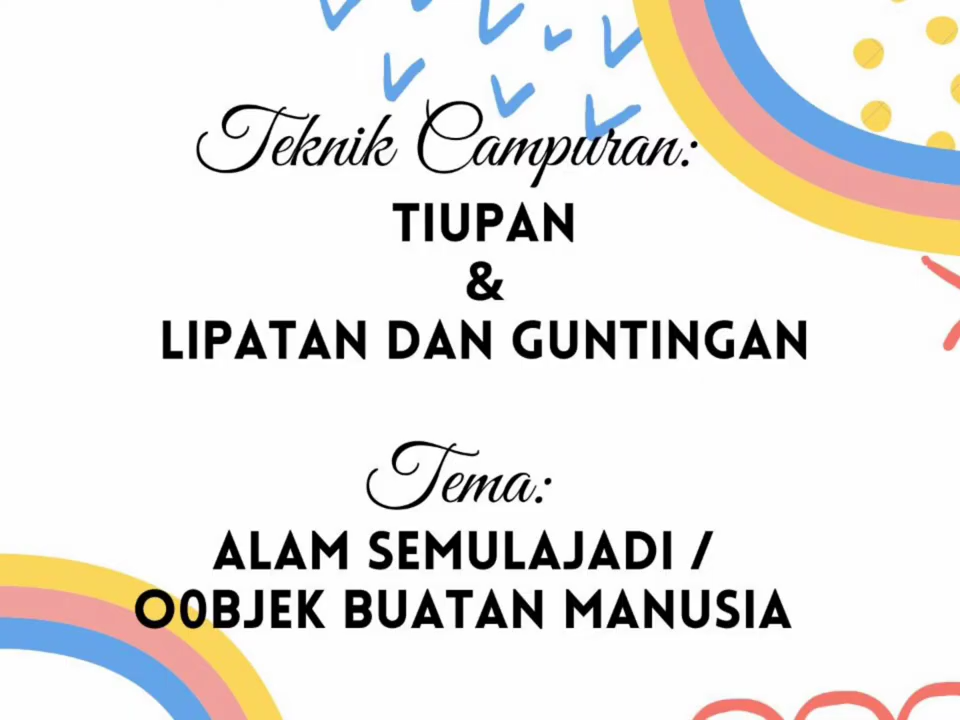 Teknik Campuran:
TIUPAN
&
LIPATAN DAN GUNTINGAN
Tema:
ALAM SEMULAJADI /
O0BJEK BUATAN MANUSIA